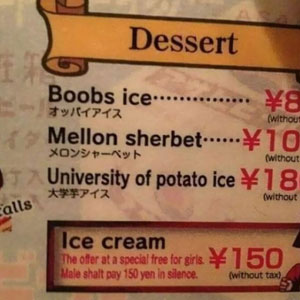 Dessert
Boobs ice·············· ¥8
オッパイアイス (without
Mellon sherbet······ ¥10
メロンシャーベット (without
University of potato ice ¥18
大学芋アイス (without
alls
Ice cream ¥150
The offer at a special free for girls.
Male shalt pay 150 yen in silence. (without tax)